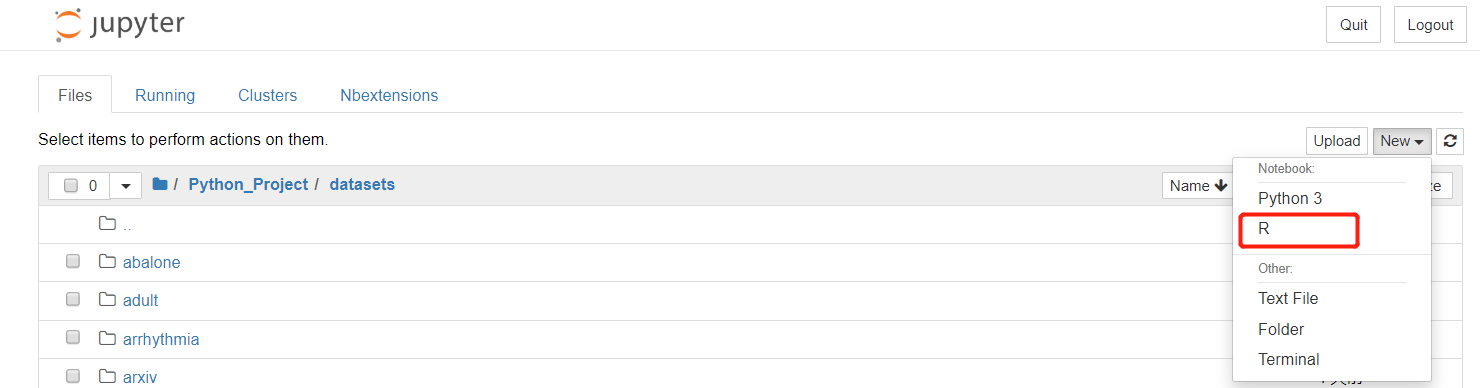 jupyter
Quit
Logout
Files
Running
Clusters
Nbextensions
Select items to perform actions on them.
Upload
New
0
/ Python_Project / datasets
Name
Notebook:
Python 3
R
Other:
Text File
Folder
Terminal
..
abalone
adult
arrhythmia
arxiv